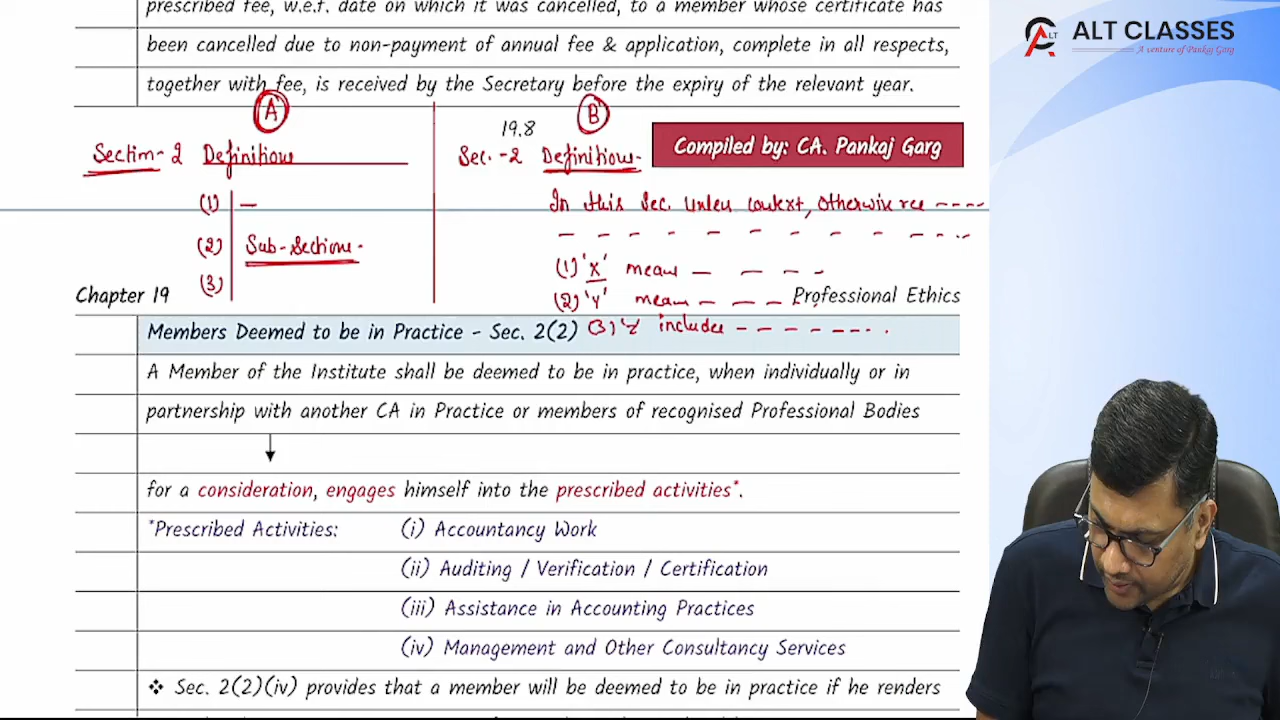 prescribed fee, w.e.f. date on which it was cancelled, to a member whose certificate has
been cancelled due to non-payment of annual fee & application, complete in all respects,
together with fee, is received by the Secretary before the expiry of the relevant year.
ALT
ALT CLASSES
A venture of Pankaj Garg
A
Section-2 Definitions
(1)
(2) Sub-Sections
(3)
19.8
B
Sec.-2 Definitions
Compiled by: CA. Pankaj Garg
In this Sec. unless context, otherwise
(1) 'X' means
(2) 'Y' means
(3) 'Z' includes
Chapter 19
Professional Ethics
Members Deemed to be in Practice - Sec. 2(2)
A Member of the Institute shall be deemed to be in practice, when individually or in
partnership with another CA in Practice or members of recognised Professional Bodies
for a consideration, engages himself into the prescribed activities*.
*Prescribed Activities: (i) Accountancy Work
(ii) Auditing / Verification / Certification
(iii) Assistance in Accounting Practices
(iv) Management and Other Consultancy Services
❖ Sec. 2(2)(iv) provides that a member will be deemed to be in practice if he renders